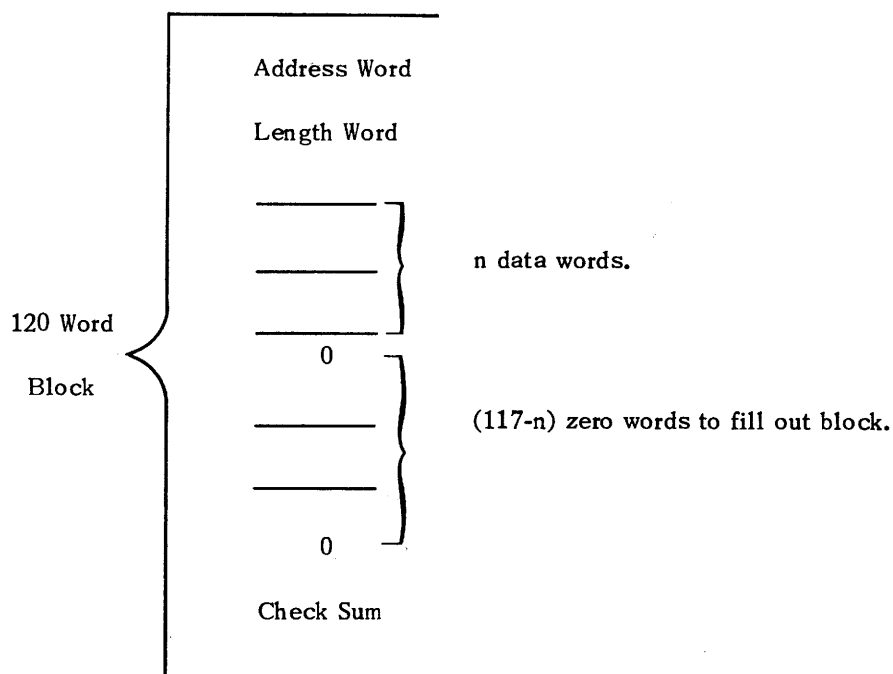 Address Word
Length Word
n data words.
120 Word
0
Block
(117-n) zero words to fill out block.
0
Check Sum